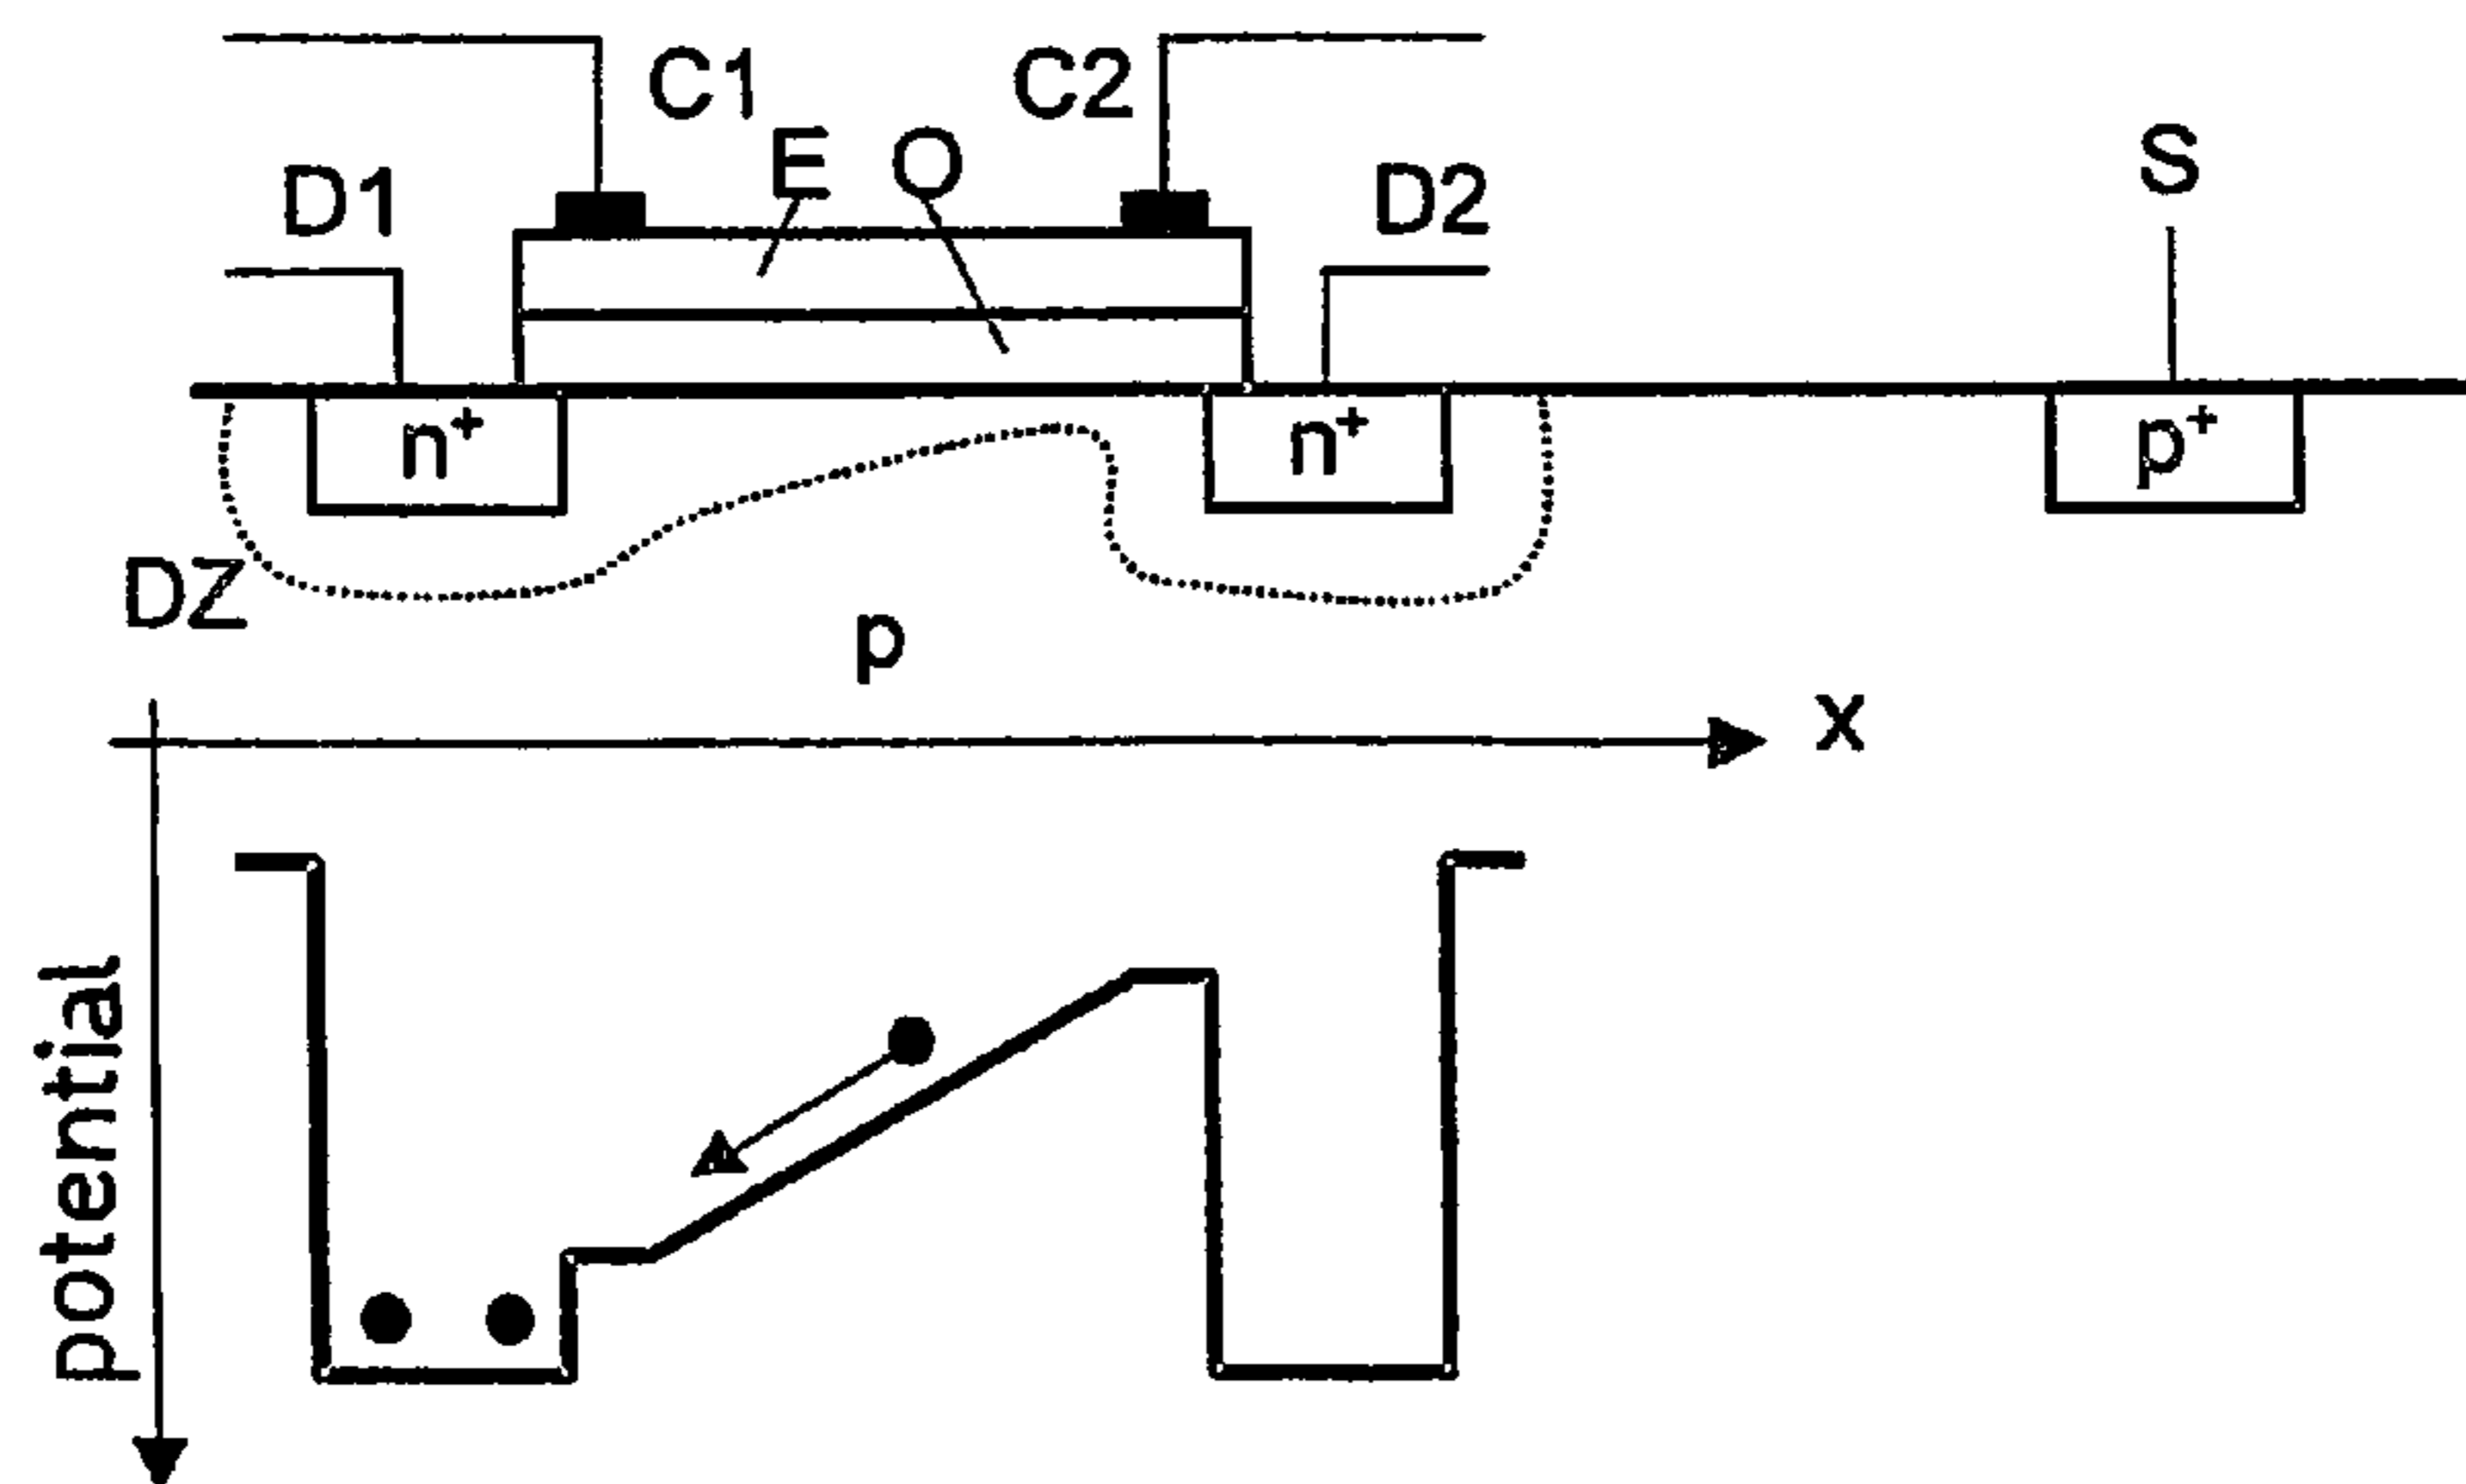 C1
C2
E
O
S
D1
D2
n⁺
n⁺
p⁺
DZ
p
x
potential